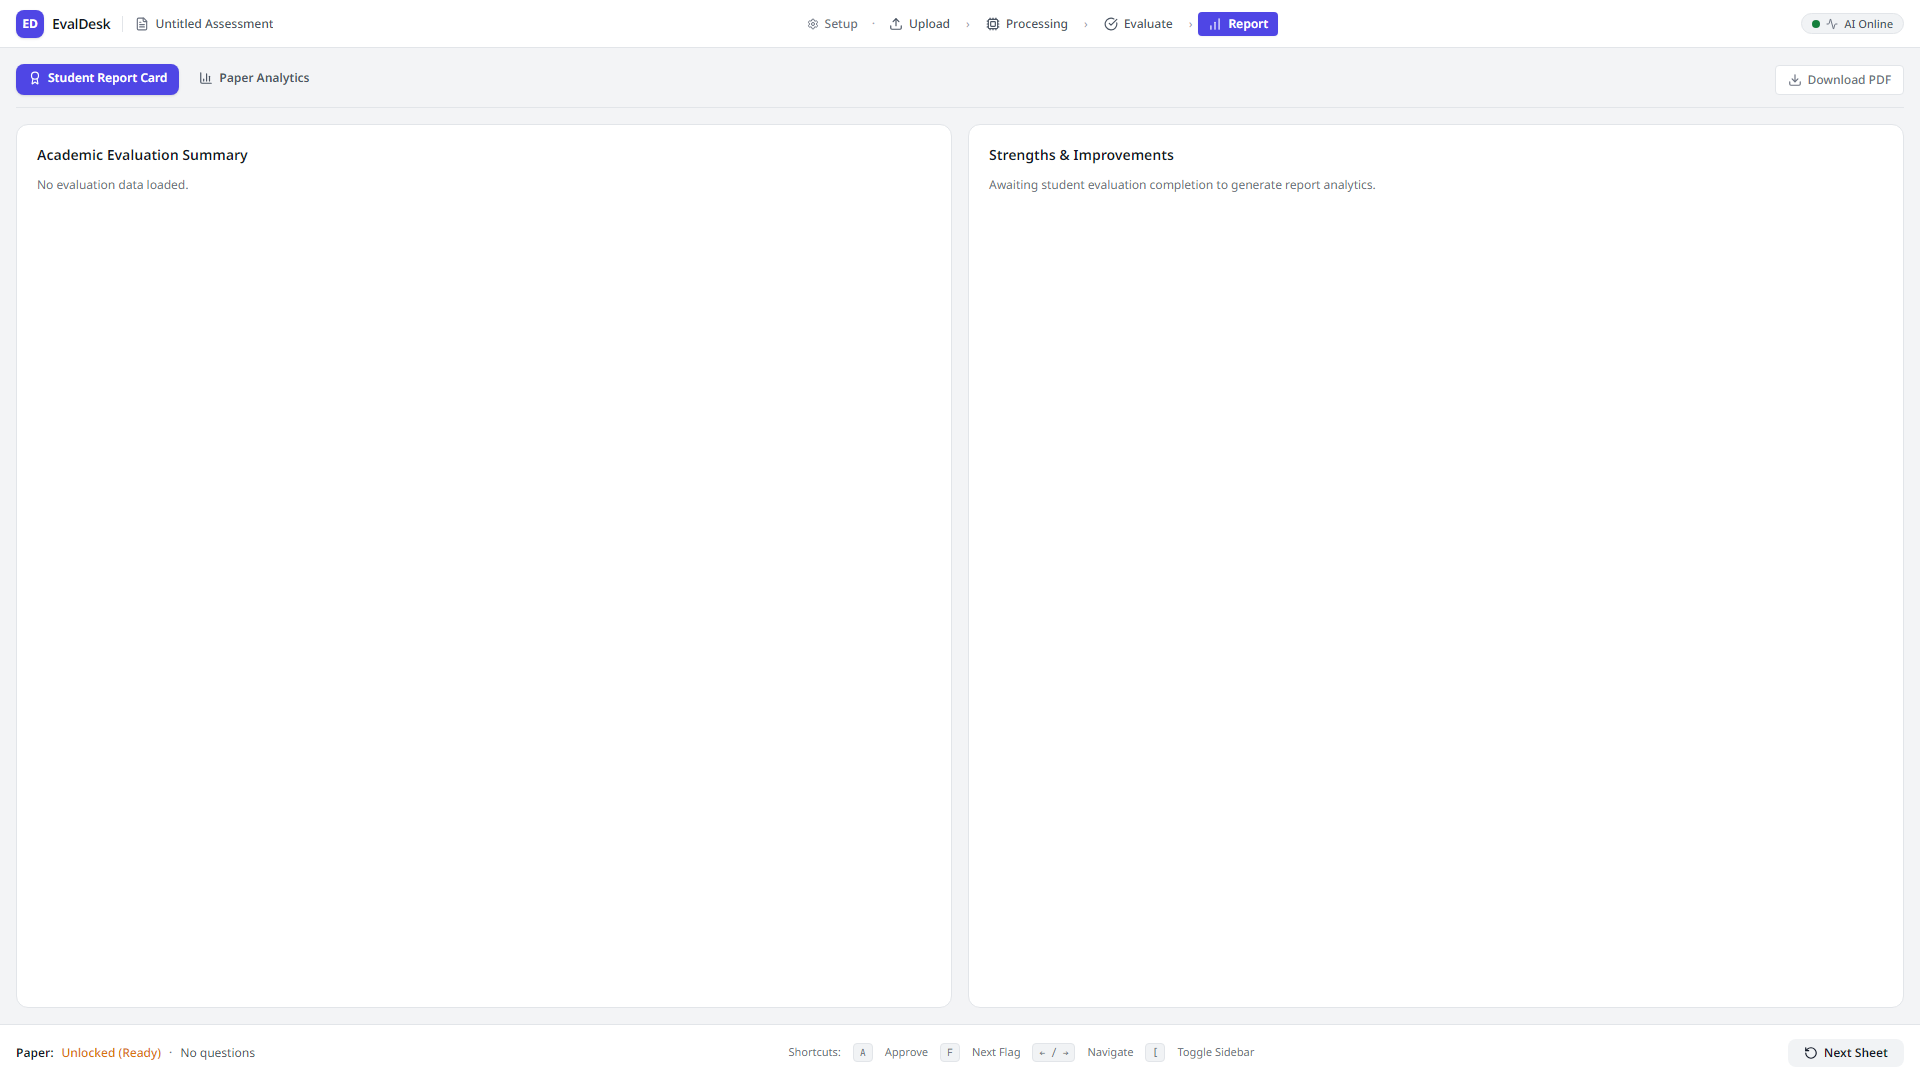 ED EvalDesk Untitled Assessment Setup · Upload › Processing › Evaluate › Report AI Online
Student Report Card Paper Analytics Download PDF
Academic Evaluation Summary
No evaluation data loaded.
Strengths & Improvements
Awaiting student evaluation completion to generate report analytics.
Paper: Unlocked (Ready) · No questions Shortcuts: A Approve F Next Flag ← / → Navigate [ Toggle Sidebar Next Sheet